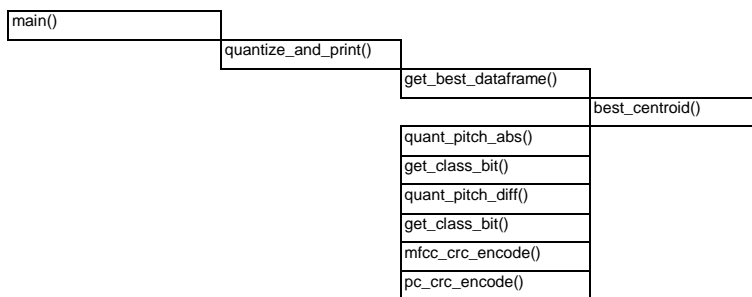 main()
quantize_and_print()
get_best_dataframe()
best_centroid()
quant_pitch_abs()
get_class_bit()
quant_pitch_diff()
get_class_bit()
mfcc_crc_encode()
pc_crc_encode()